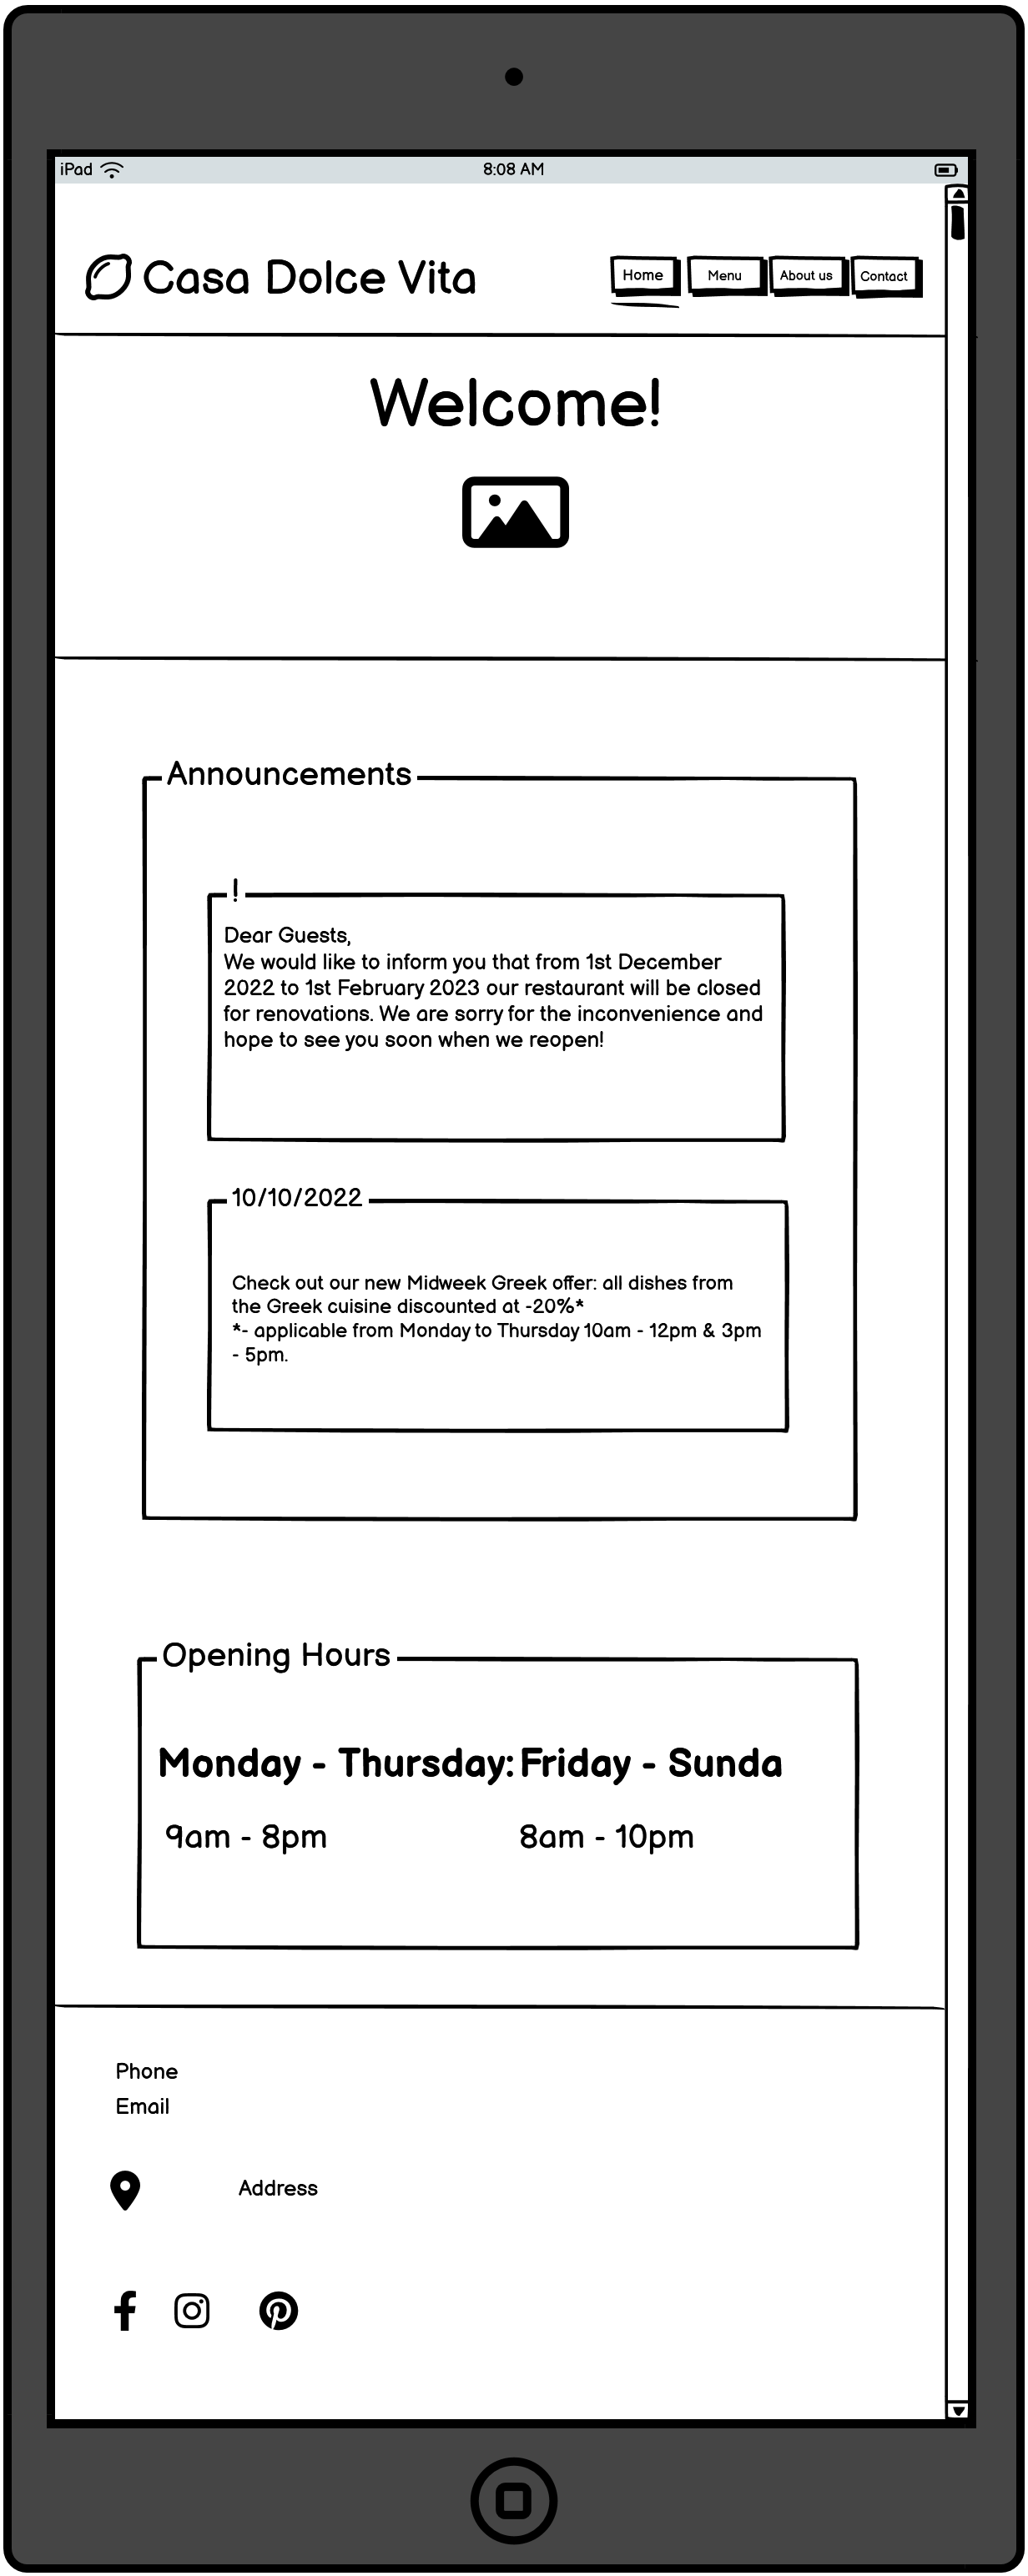 iPad 8:08 AM
Casa Dolce Vita
Home Menu About us Contact
Welcome!
Announcements
!
Dear Guests,
We would like to inform you that from 1st December
2022 to 1st February 2023 our restaurant will be closed
for renovations. We are sorry for the inconvenience and
hope to see you soon when we reopen!
10/10/2022
Check out our new Midweek Greek offer: all dishes from
the Greek cuisine discounted at -20%*
*- applicable from Monday to Thursday 10am - 12pm & 3pm
- 5pm.
Opening Hours
Monday - Thursday: Friday - Sunda
9am - 8pm 8am - 10pm
Phone
Email
Address